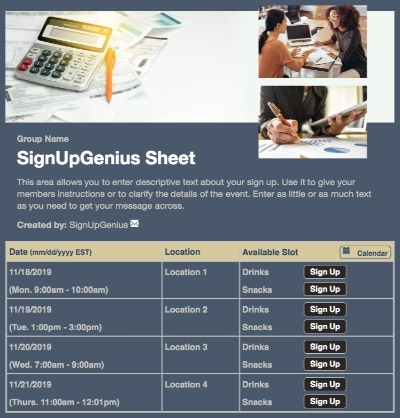 Group Name
SignUpGenius Sheet
This area allows you to enter descriptive text about your sign up. Use it to give your
members instructions or to clarify the details of the event. Enter as little or as much text
as you need to get your message across.
Created by: SignUpGenius
Date (mm/dd/yyyy EST) Location Available Slot Calendar
11/18/2019 Location 1 Drinks Sign Up
(Mon. 9:00am - 10:00am) Snacks Sign Up
11/19/2019 Location 2 Drinks Sign Up
(Tue. 1:00pm - 3:00pm) Snacks Sign Up
11/20/2019 Location 3 Drinks Sign Up
(Wed. 7:00am - 9:00am) Snacks Sign Up
11/21/2019 Location 4 Drinks Sign Up
(Thurs. 11:00am - 12:01pm) Snacks Sign Up